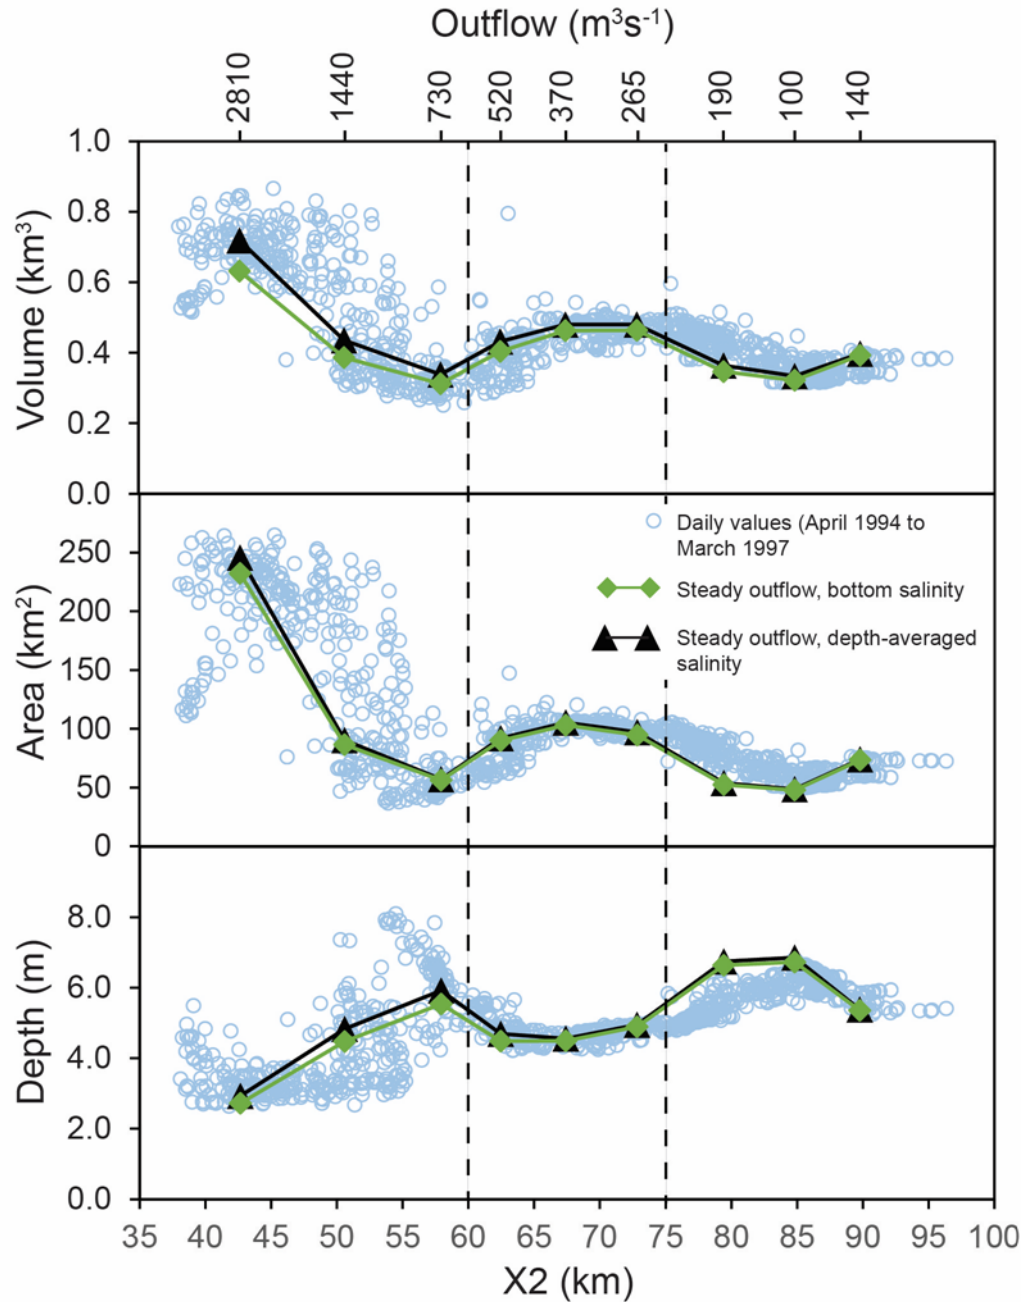 Outflow (m³s⁻¹)
2810 1440 730 520 370 265 190 100 140
Volume (km³)
1.0
0.8
0.6
0.4
0.2
0.0
Area (km²)
250
200
150
100
50
0
Daily values (April 1994 to
March 1997
Steady outflow, bottom salinity
Steady outflow, depth-averaged
salinity
Depth (m)
8.0
6.0
4.0
2.0
0.0
35 40 45 50 55 60 65 70 75 80 85 90 95 100
X2 (km)